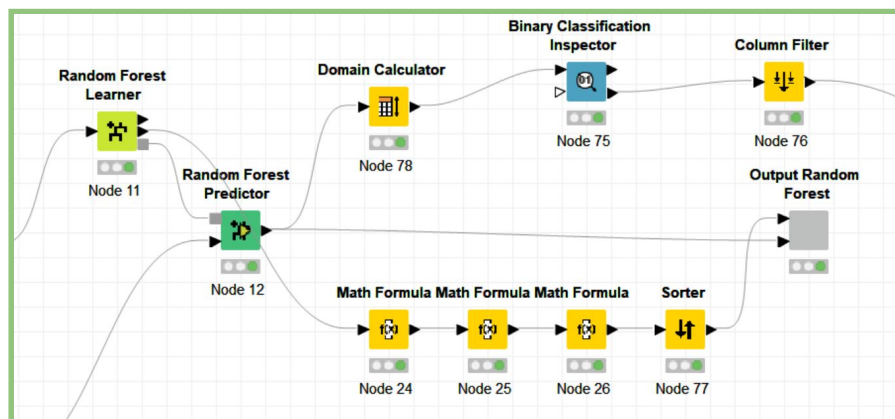 Binary Classification
Inspector
Column Filter
Random Forest
Learner
Domain Calculator
01
Node 75
Node 76
Node 78
Node 11
Random Forest
Predictor
Output Random
Forest
Node 12
Math Formula Math Formula Math Formula Sorter
f(x) f(x) f(x)
Node 24 Node 25 Node 26 Node 77